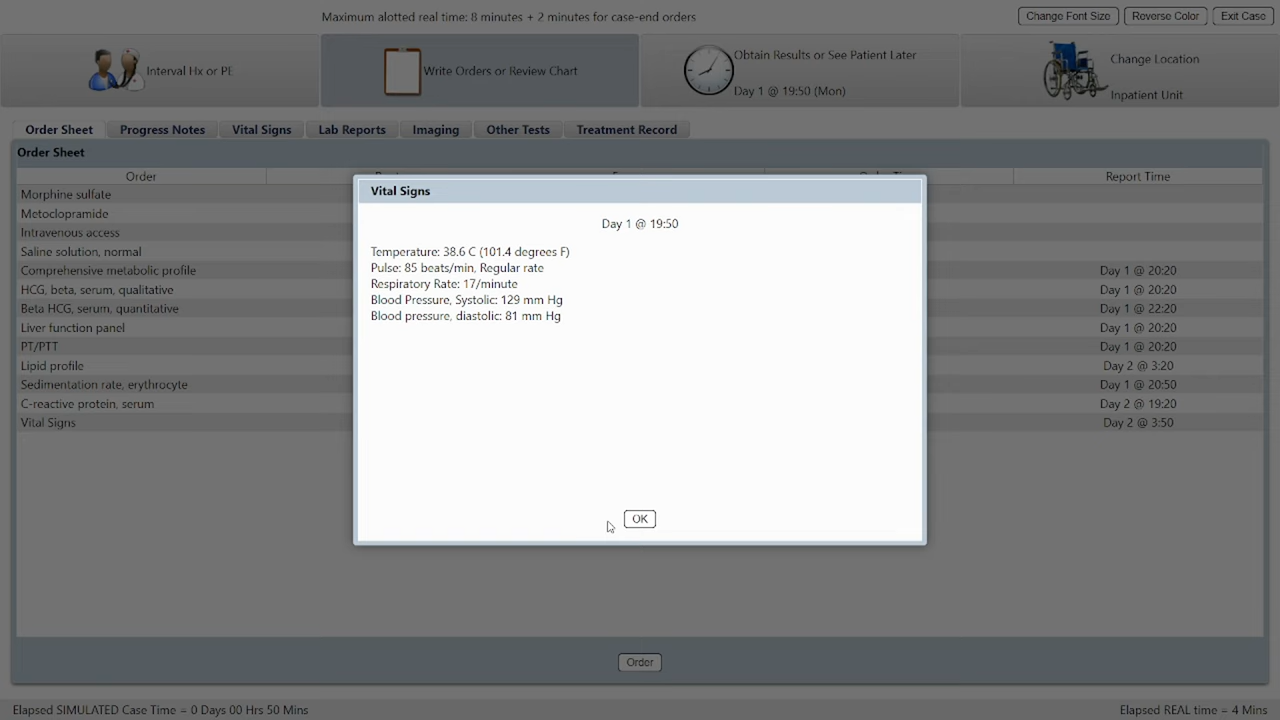 Maximum alotted real time: 8 minutes + 2 minutes for case-end orders
Change Font Size
Reverse Color
Exit Case
Interval Hx or PE
Write Orders or Review Chart
Obtain Results or See Patient Later
Day 1 @ 19:50 (Mon)
Change Location
Inpatient Unit
Order Sheet
Progress Notes
Vital Signs
Lab Reports
Imaging
Other Tests
Treatment Record
Order Sheet
Order
Report Time
Morphine sulfate
Metoclopramide
Intravenous access
Saline solution, normal
Comprehensive metabolic profile Day 1 @ 20:20
HCG, beta, serum, qualitative Day 1 @ 20:20
Beta HCG, serum, quantitative Day 1 @ 22:20
Liver function panel Day 1 @ 20:20
PT/PTT Day 1 @ 20:20
Lipid profile Day 2 @ 3:20
Sedimentation rate, erythrocyte Day 1 @ 20:50
C-reactive protein, serum Day 2 @ 19:20
Vital Signs Day 2 @ 3:50
Vital Signs
Day 1 @ 19:50
Temperature: 38.6 C (101.4 degrees F)
Pulse: 85 beats/min, Regular rate
Respiratory Rate: 17/minute
Blood Pressure, Systolic: 129 mm Hg
Blood pressure, diastolic: 81 mm Hg
OK
Order
Elapsed SIMULATED Case Time = 0 Days 00 Hrs 50 Mins
Elapsed REAL time = 4 Mins